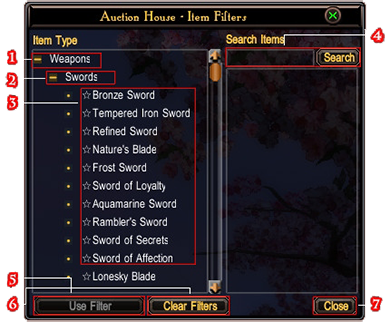 Auction House - Item Filters
Item Type
Search Items
4
1
Weapons
Search
2
Swords
3
☆Bronze Sword
☆Tempered Iron Sword
☆Refined Sword
☆Nature's Blade
☆Frost Sword
☆Sword of Loyalty
☆Aquamarine Sword
☆Rambler's Sword
☆Sword of Secrets
☆Sword of Affection
☆Lonesky Blade
5
6
Use Filter
Clear Filters
Close
7